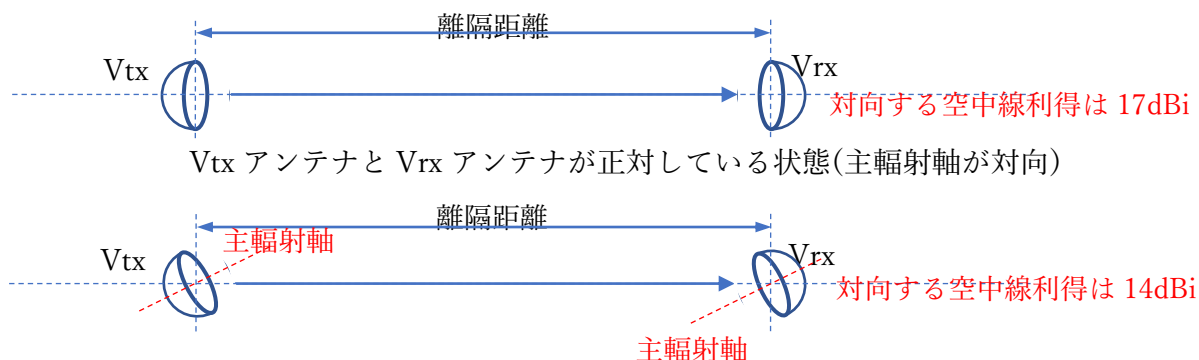 離隔距離
Vtx
Vrx
対向する空中線利得は 17dBi
Vtx アンテナと Vrx アンテナが正対している状態(主輻射軸が対向)
離隔距離
主輻射軸
Vtx
Vrx
対向する空中線利得は 14dBi
主輻射軸